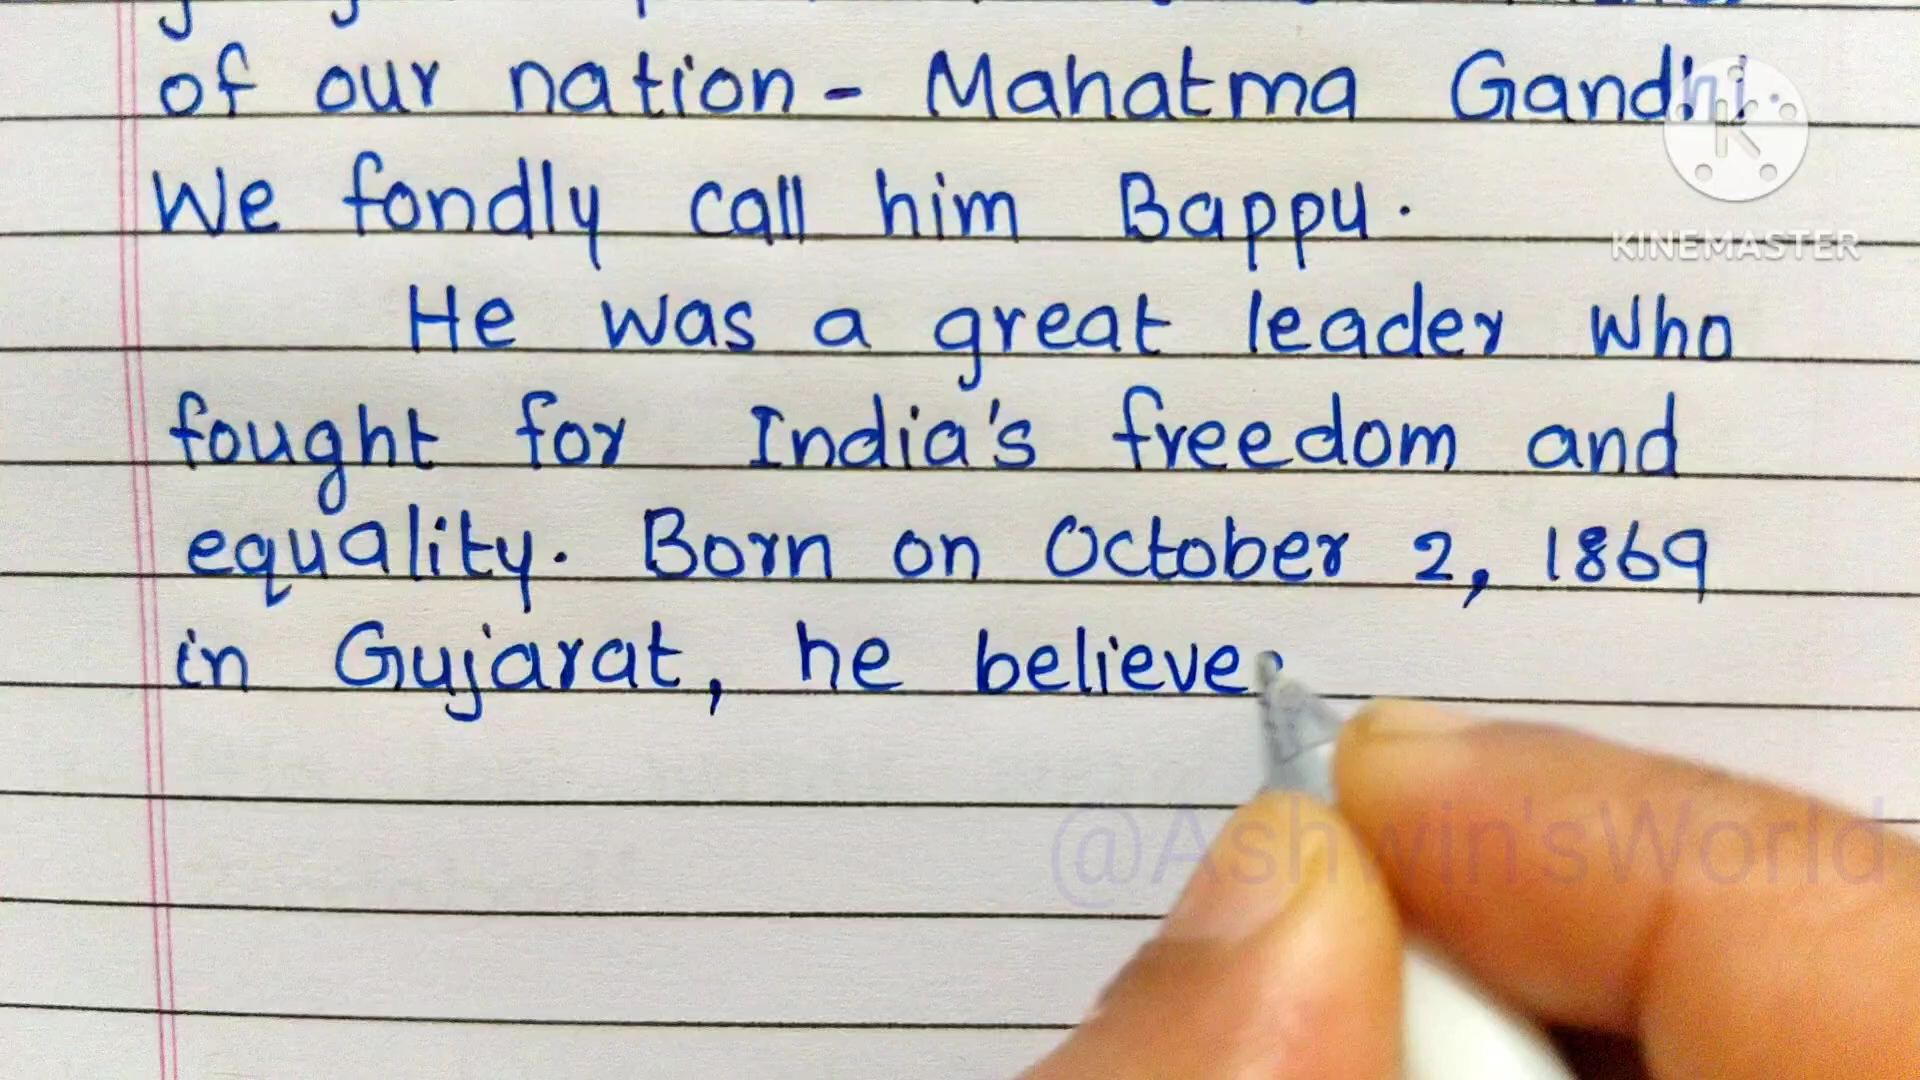 of our nation - Mahatma Gandhi.
We fondly call him Bappu.
He was a great leader who
fought for India's freedom and
equality. Born on October 2, 1869
in Gujarat, he believe
K
KINEMASTER
@Ashwin'sWorld